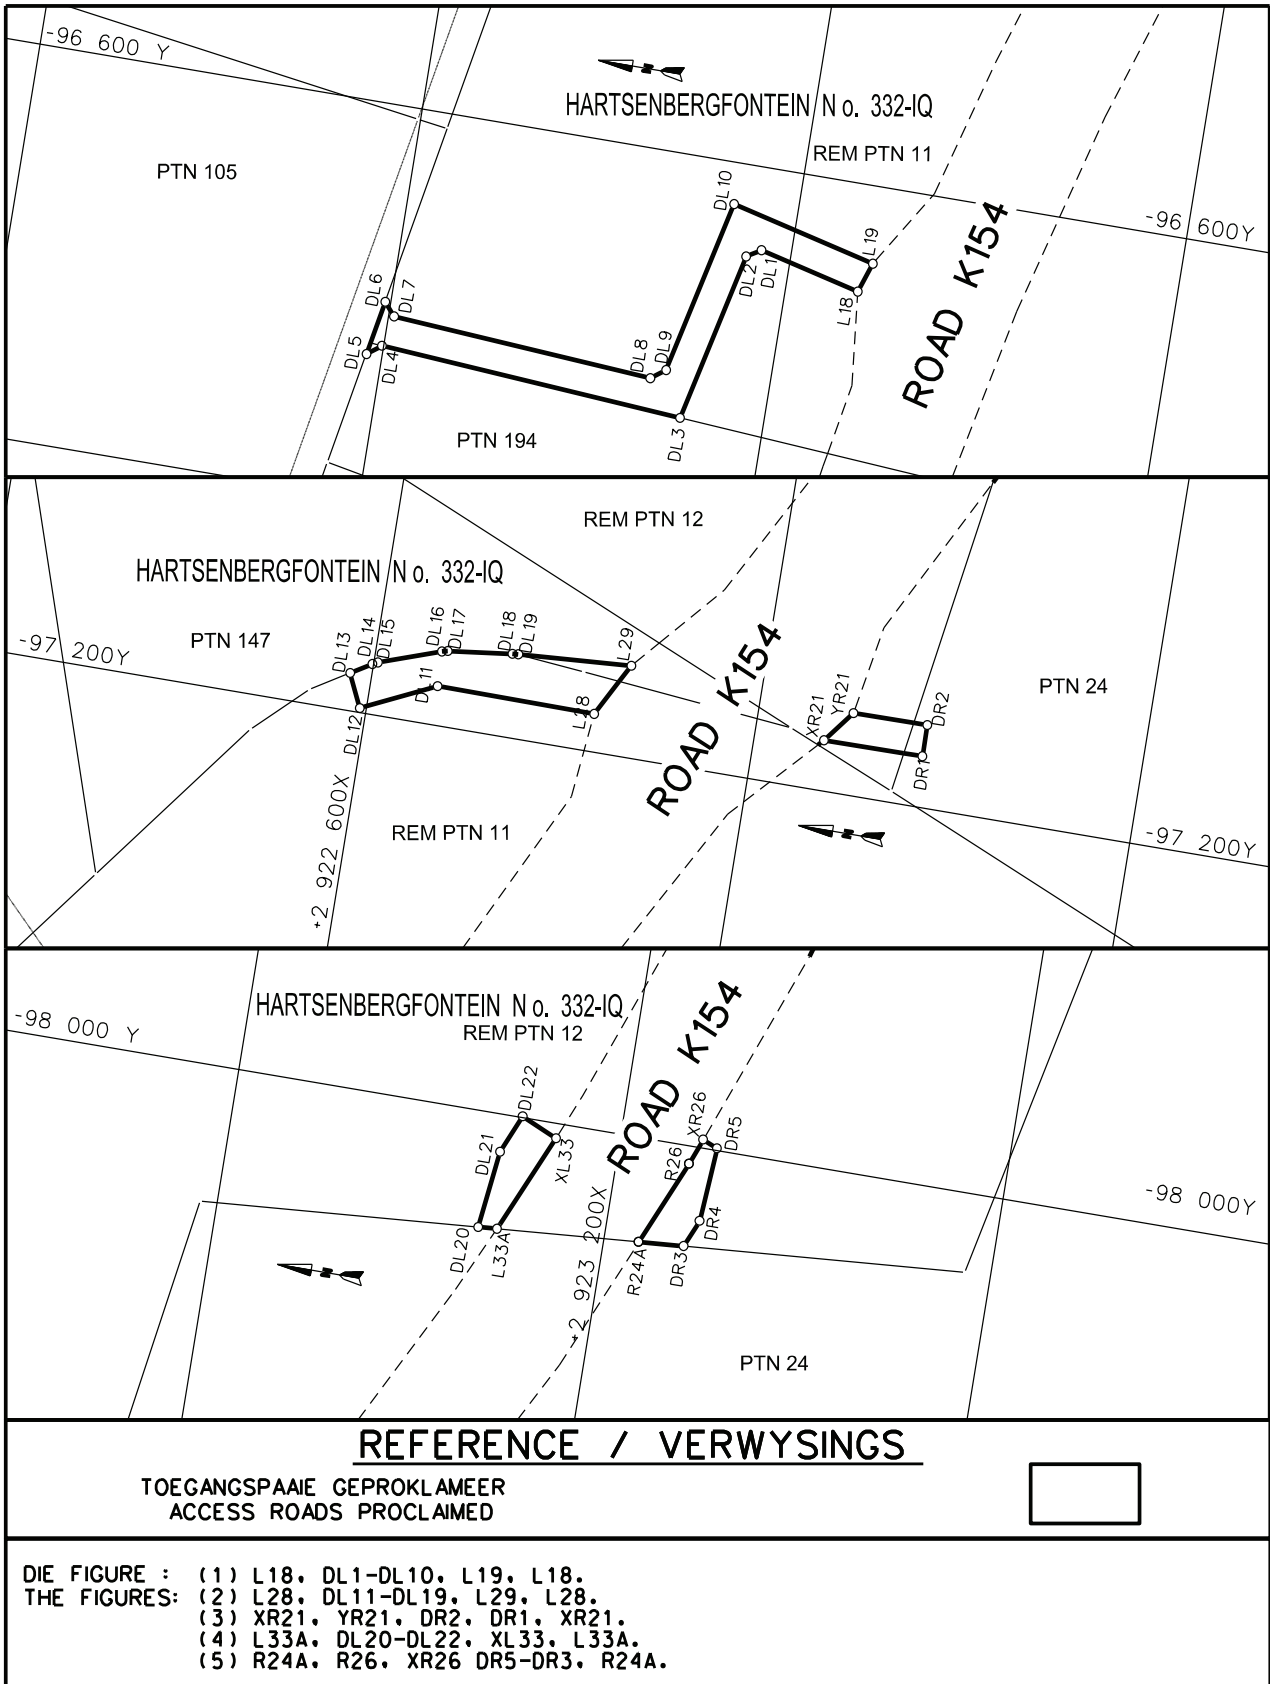 -96 600 Y
N
HARTSENBERGFONTEIN No. 332-IQ
REM PTN 11
PTN 105
DL10
-96 600Y
L19
ROAD K154
DL2
DL1
L18
DL6
DL7
DL5
DL4
DL8
DL9
DL3
PTN 194
REM PTN 12
HARTSENBERGFONTEIN No. 332-IQ
PTN 147
-97 200Y
DL13
DL14
DL15
DL16
DL17
DL18
DL19
L29
DL11
DL12
L28
ROAD K154
XR21
YR21
DR2
DR1
PTN 24
+2 922 600X
REM PTN 11
N
-97 200Y
HARTSENBERGFONTEIN No. 332-IQ
REM PTN 12
-98 000 Y
ROAD K154
DL22
DL21
XL33
XR26
DR5
R26
DL20
L33A
+2 923 200X
R24A
DR3
DR4
-98 000Y
N
PTN 24
REFERENCE / VERWYSINGS
TOEGANGSPAAIE GEPROKLAMEER
ACCESS ROADS PROCLAIMED
DIE FIGURE : (1) L18, DL1-DL10, L19, L18.
THE FIGURES: (2) L28, DL11-DL19, L29, L28.
(3) XR21, YR21, DR2, DR1, XR21.
(4) L33A, DL20-DL22, XL33, L33A.
(5) R24A, R26, XR26 DR5-DR3, R24A.